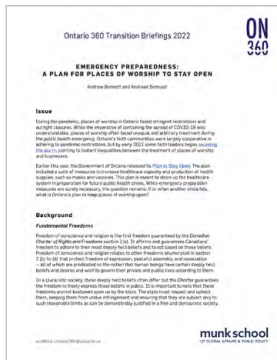 Ontario 360 Transition Briefings 2022
ON
360
EMERGENCY PREPAREDNESS:
A PLAN FOR PLACES OF WORSHIP TO STAY OPEN
Andrew Bennett and Andreae Sennyah
Issue
During the pandemic, places of worship in Ontario faced stringent restrictions and
outright closures. While the imperative of containing the spread of COVID-19 was
understandable, places of worship often faced unequal and arbitrary treatment during
the public health emergency. Ontario's faith communities were largely cooperative in
adhering to pandemic restrictions, but by early 2021 some faith leaders began sounding
the alarm, pointing to blatant inequalities between the treatment of places of worship
and businesses.
Earlier this year, the Government of Ontario released its Plan to Stay Open. The plan
included a suite of measures to increase healthcare capacity and production of health
supplies, such as masks and vaccines. This plan is meant to shore up the healthcare
system in preparation for future public health crises. While emergency preparation
measures are surely necessary, the question remains, if or when another crisis hits,
what is Ontario's plan to keep places of worship open?
Background
Fundamental Freedoms
Freedom of conscience and religion is the first freedom guaranteed by the Canadian
Charter of Rights and Freedoms section 2 (a). It affirms and guarantees Canadians'
freedom to adhere to their most deeply held beliefs and to act based on those beliefs.
Freedom of conscience and religion relates to other freedoms enumerated in section
2 (b) to (d) that protect freedom of expression, peaceful assembly, and association
— all of which are predicated on the notion that human beings have certain deeply held
beliefs and desires and wish to govern their private and public lives according to them.
In a pluralistic society, these deeply held beliefs often differ but the Charter guarantees
the freedom to freely express those beliefs in public. It is important to note that these
freedoms are not bestowed upon us by the state. The state must respect and uphold
them, keeping them from undue infringement and ensuring that they are subject only to
such reasonable limits as can be demonstrably justified in a free and democratic society.
munk school
OF GLOBAL AFFAIRS & PUBLIC POLICY